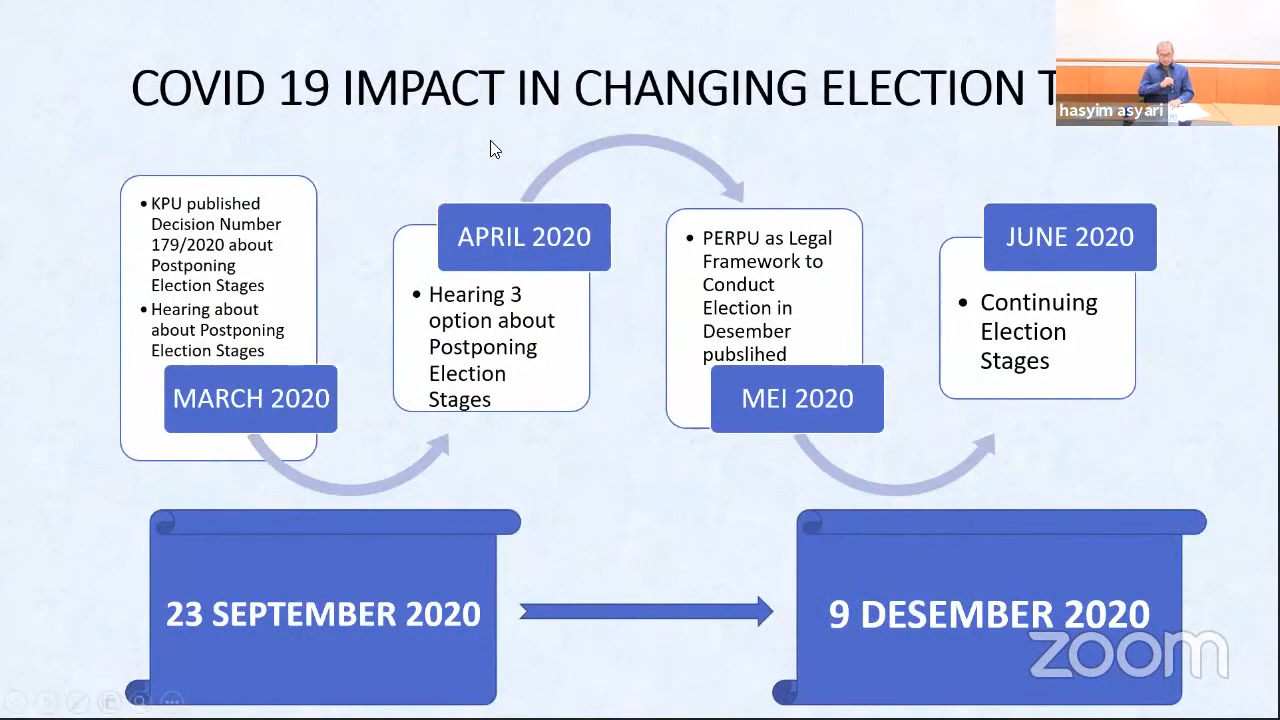 COVID 19 IMPACT IN CHANGING ELECTION T
hasyim asyari
• KPU published
Decision Number
179/2020 about
Postponing
Election Stages
• Hearing about
about Postponing
Election Stages
MARCH 2020
APRIL 2020
• Hearing 3
option about
Postponing
Election
Stages
• PERPU as Legal
Framework to
Conduct
Election in
Desember
pubslihed
MEI 2020
JUNE 2020
• Continuing
Election
Stages
23 SEPTEMBER 2020
9 DESEMBER 2020
zoom